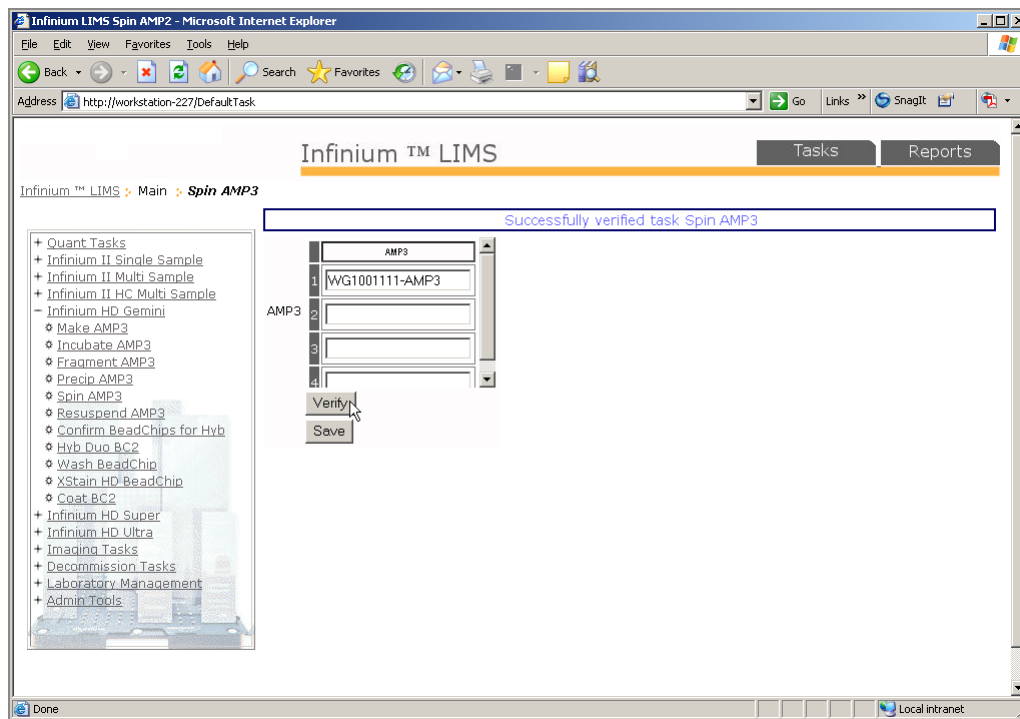 Infinium LIMS Spin AMP2 - Microsoft Internet Explorer
File Edit View Favorites Tools Help
Back Search Favorites
Address http://workstation-227/DefaultTask Go Links » SnagIt
Infinium ™ LIMS Tasks Reports
Infinium ™ LIMS : Main : Spin AMP3
Successfully verified task Spin AMP3
+ Quant Tasks
+ Infinium II Single Sample
+ Infinium II Multi Sample
+ Infinium II HC Multi Sample
− Infinium HD Gemini
Make AMP3
Incubate AMP3
Fragment AMP3
Precip AMP3
Spin AMP3
Resuspend AMP3
Confirm BeadChips for Hyb
Hyb Duo BC2
Wash BeadChip
XStain HD BeadChip
Coat BC2
+ Infinium HD Super
+ Infinium HD Ultra
+ Imaging Tasks
+ Decommission Tasks
+ Laboratory Management
+ Admin Tools
AMP3
AMP3
1 WG1001111-AMP3
2
3
4
Verify
Save
Done Local intranet